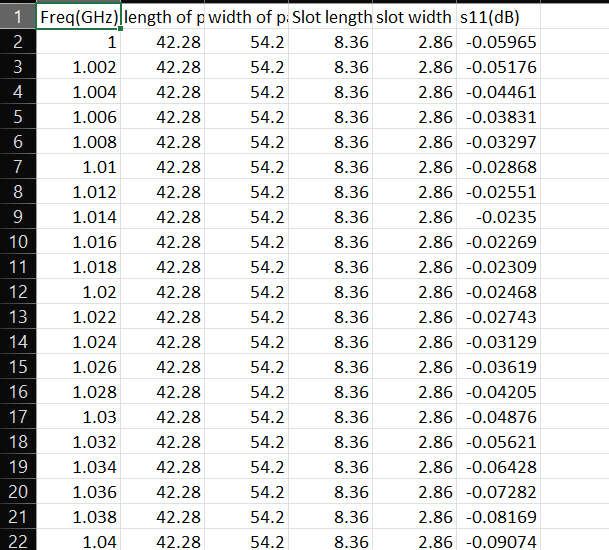 1 Freq(GHz) length of p width of pa Slot length slot width s11(dB)
2 1 42.28 54.2 8.36 2.86 -0.05965
3 1.002 42.28 54.2 8.36 2.86 -0.05176
4 1.004 42.28 54.2 8.36 2.86 -0.04461
5 1.006 42.28 54.2 8.36 2.86 -0.03831
6 1.008 42.28 54.2 8.36 2.86 -0.03297
7 1.01 42.28 54.2 8.36 2.86 -0.02868
8 1.012 42.28 54.2 8.36 2.86 -0.02551
9 1.014 42.28 54.2 8.36 2.86 -0.0235
10 1.016 42.28 54.2 8.36 2.86 -0.02269
11 1.018 42.28 54.2 8.36 2.86 -0.02309
12 1.02 42.28 54.2 8.36 2.86 -0.02468
13 1.022 42.28 54.2 8.36 2.86 -0.02743
14 1.024 42.28 54.2 8.36 2.86 -0.03129
15 1.026 42.28 54.2 8.36 2.86 -0.03619
16 1.028 42.28 54.2 8.36 2.86 -0.04205
17 1.03 42.28 54.2 8.36 2.86 -0.04876
18 1.032 42.28 54.2 8.36 2.86 -0.05621
19 1.034 42.28 54.2 8.36 2.86 -0.06428
20 1.036 42.28 54.2 8.36 2.86 -0.07282
21 1.038 42.28 54.2 8.36 2.86 -0.08169
22 1.04 42.28 54.2 8.36 2.86 -0.09074